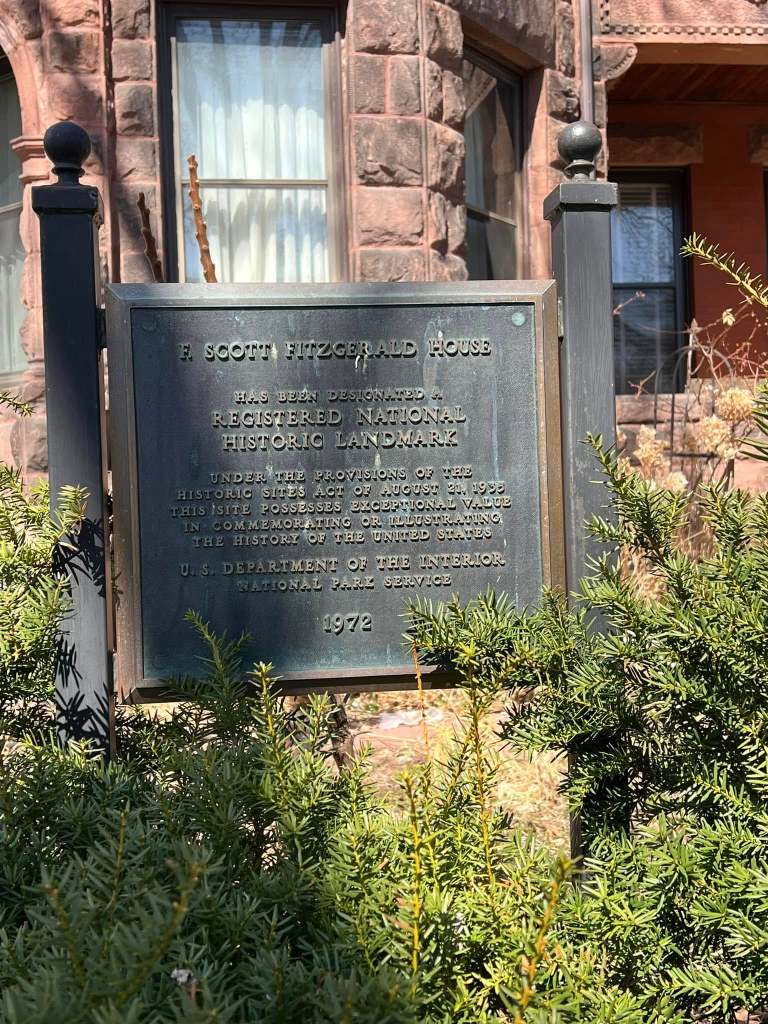 F. SCOTT FITZGERALD HOUSE
HAS BEEN DESIGNATED A
REGISTERED NATIONAL
HISTORIC LANDMARK
UNDER THE PROVISIONS OF THE
HISTORIC SITES ACT OF AUGUST 21, 1935
THIS SITE POSSESSES EXCEPTIONAL VALUE
IN COMMEMORATING OR ILLUSTRATING
THE HISTORY OF THE UNITED STATES
U. S. DEPARTMENT OF THE INTERIOR
NATIONAL PARK SERVICE
1972